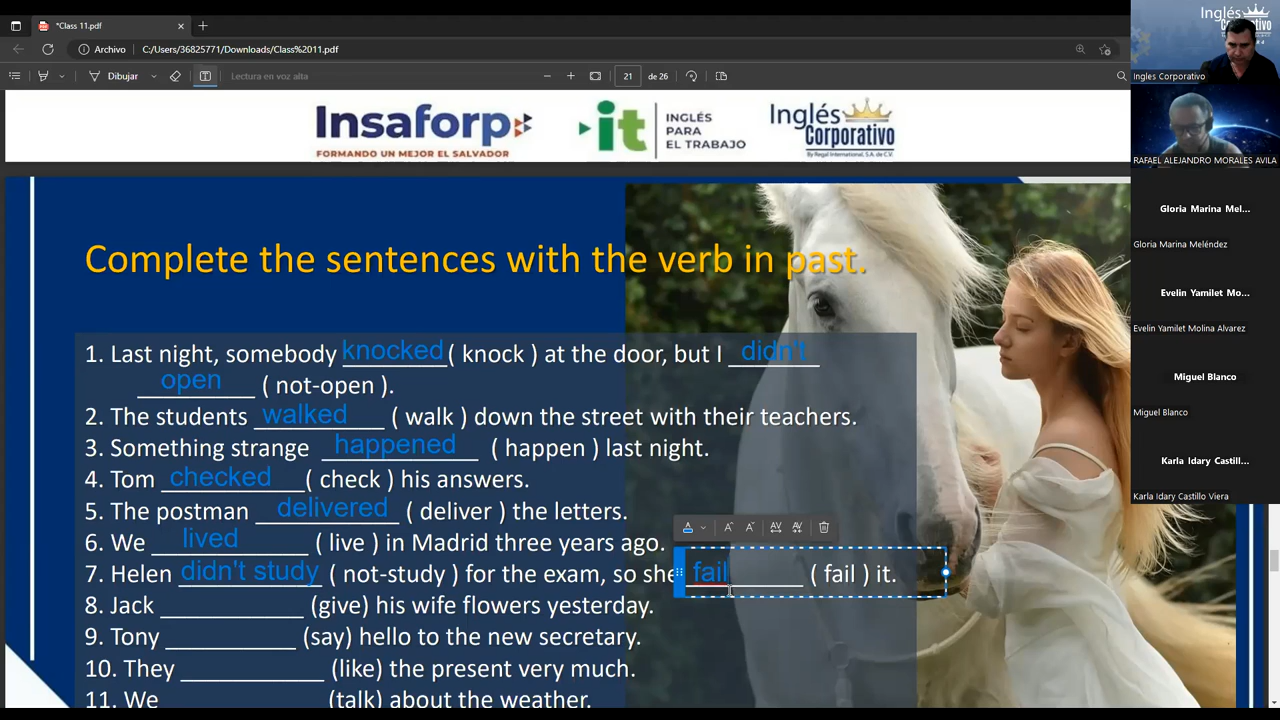 *Class 11.pdf
Archivo C:/Users/36825771/Downloads/Class%2011.pdf
Dibujar Lectura en voz alta 21 de 26
Insaforp
FORMANDO UN MEJOR EL SALVADOR
it INGLÉS PARA EL TRABAJO
Inglés Corporativo
By Regal International, S.A. de C.V.
Complete the sentences with the verb in past.
1. Last night, somebody knocked ( knock ) at the door, but I didn't
open ( not-open ).
2. The students walked ( walk ) down the street with their teachers.
3. Something strange happened ( happen ) last night.
4. Tom checked ( check ) his answers.
5. The postman delivered ( deliver ) the letters.
6. We lived ( live ) in Madrid three years ago.
7. Helen didn't study ( not-study ) for the exam, so she fail ( fail ) it.
8. Jack ____________ (give) his wife flowers yesterday.
9. Tony ___________ (say) hello to the new secretary.
10. They ____________ (like) the present very much.
11. We ______________ (talk) about the weather.
Inglés
Ingles Corporativo
RAFAEL ALEJANDRO MORALES AVILA
Gloria Marina Mel...
Gloria Marina Meléndez
Evelin Yamilet Mo...
Evelin Yamilet Molina Alvarez
Miguel Blanco
Miguel Blanco
Karla Idary Castill...
Karla Idary Castillo Viera